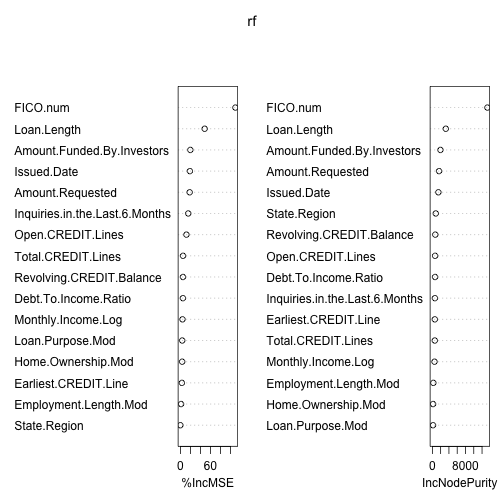 rf
FICO.num
Loan.Length
Amount.Funded.By.Investors
Issued.Date
Amount.Requested
Inquiries.in.the.Last.6.Months
Open.CREDIT.Lines
Total.CREDIT.Lines
Revolving.CREDIT.Balance
Debt.To.Income.Ratio
Monthly.Income.Log
Loan.Purpose.Mod
Home.Ownership.Mod
Earliest.CREDIT.Line
Employment.Length.Mod
State.Region
0 60
%IncMSE
FICO.num
Loan.Length
Amount.Funded.By.Investors
Amount.Requested
Issued.Date
State.Region
Revolving.CREDIT.Balance
Open.CREDIT.Lines
Debt.To.Income.Ratio
Inquiries.in.the.Last.6.Months
Earliest.CREDIT.Line
Total.CREDIT.Lines
Monthly.Income.Log
Employment.Length.Mod
Home.Ownership.Mod
Loan.Purpose.Mod
0 8000
IncNodePurity